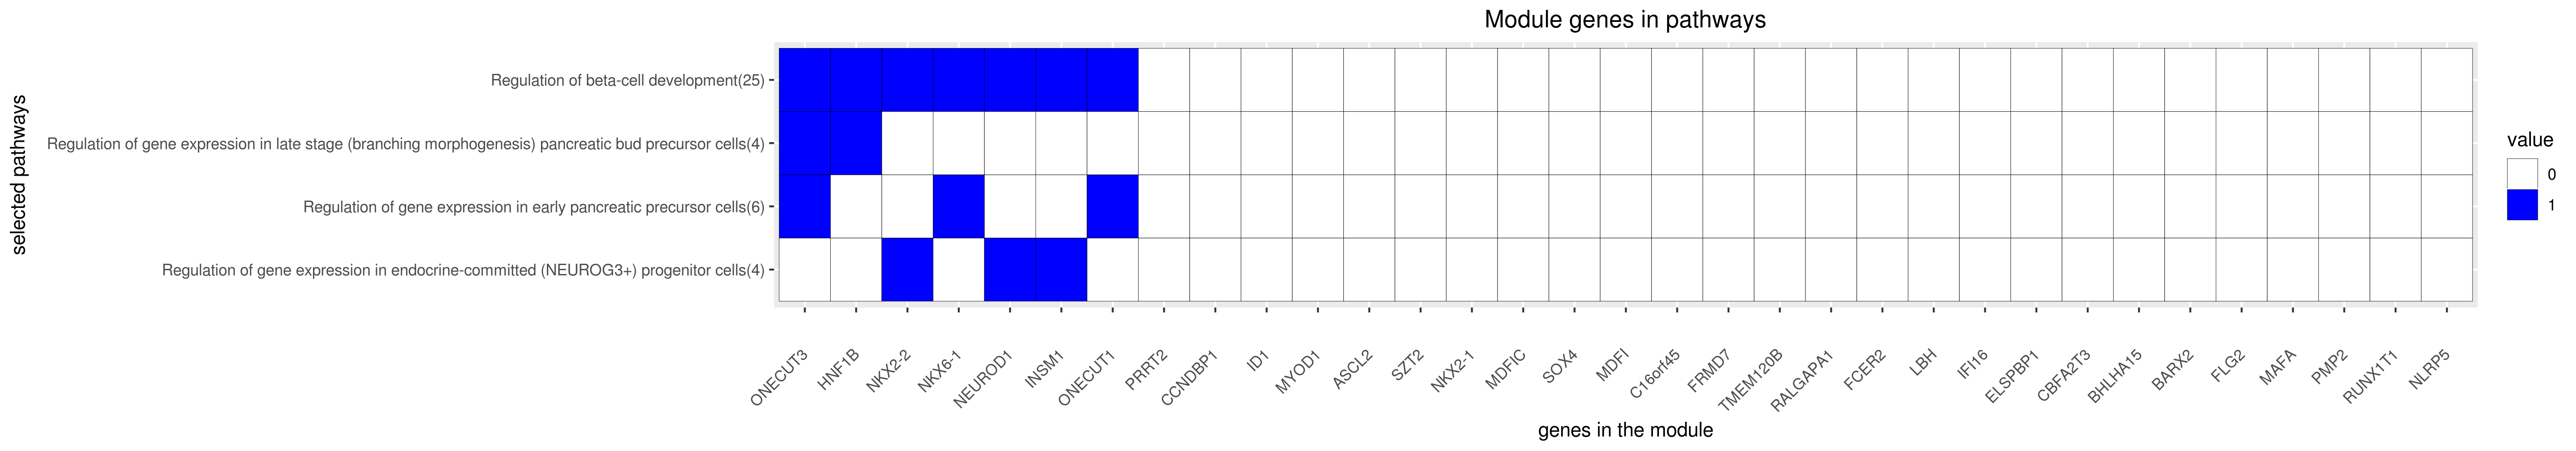 Module genes in pathways
selected pathways
Regulation of beta-cell development(25)
Regulation of gene expression in late stage (branching morphogenesis) pancreatic bud precursor cells(4)
Regulation of gene expression in early pancreatic precursor cells(6)
Regulation of gene expression in endocrine-committed (NEUROG3+) progenitor cells(4)
value
0
1
ONECUT3
HNF1B
NKX2-2
NKX6-1
NEUROD1
INSM1
ONECUT1
PRRT2
CCNDBP1
ID1
MYOD1
ASCL2
SZT2
NKX2-1
MDFIC
SOX4
MDFI
C16orf45
FRMD7
TMEM120B
RALGAPA1
FCER2
LBH
IFI16
ELSPBP1
CBFA2T3
BHLHA15
BARX2
FLG2
MAFA
PMP2
RUNX1T1
NLRP5
genes in the module